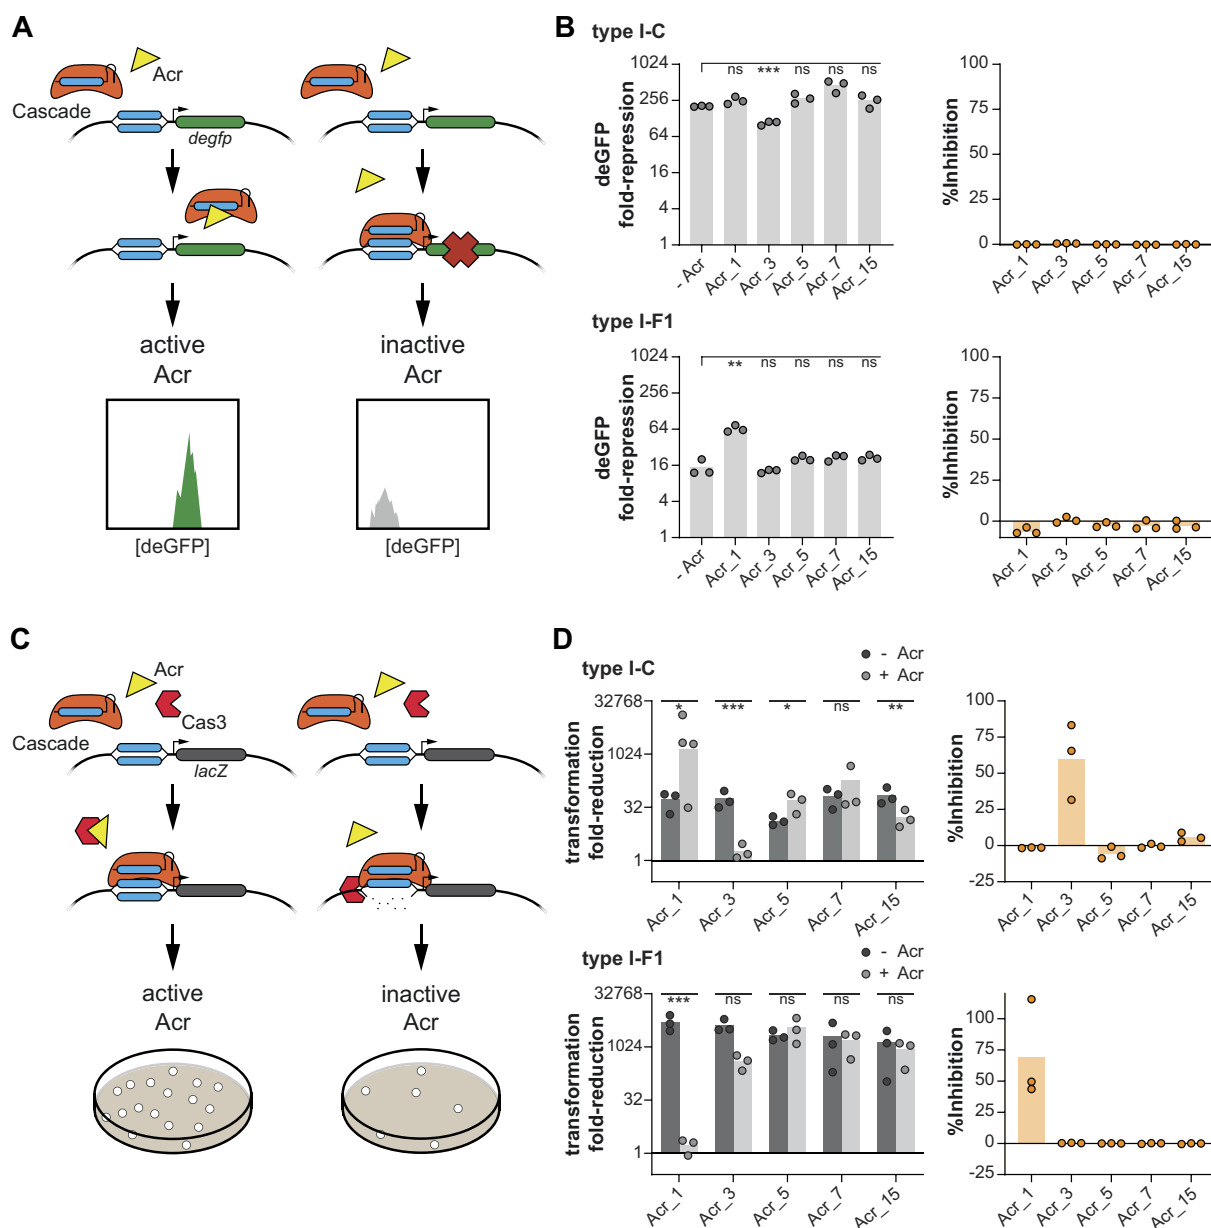 A
Acr
Cascade
degfp
active
Acr
inactive
Acr
[deGFP]
[deGFP]
B
type I-C
deGFP
fold-repression
1024
256
64
16
4
1
ns
***
ns
ns
ns
- Acr
Acr_1
Acr_3
Acr_5
Acr_7
Acr_15
%Inhibition
100
75
50
25
0
Acr_1
Acr_3
Acr_5
Acr_7
Acr_15
type I-F1
deGFP
fold-repression
1024
256
64
16
4
1
**
ns
ns
ns
ns
- Acr
Acr_1
Acr_3
Acr_5
Acr_7
Acr_15
%Inhibition
100
75
50
25
0
Acr_1
Acr_3
Acr_5
Acr_7
Acr_15
C
Acr
Cas3
Cascade
lacZ
active
Acr
inactive
Acr
D
type I-C
- Acr
+ Acr
transformation
fold-reduction
32768
1024
32
1
*
***
*
ns
**
Acr_1
Acr_3
Acr_5
Acr_7
Acr_15
%Inhibition
100
75
50
25
0
-25
Acr_1
Acr_3
Acr_5
Acr_7
Acr_15
type I-F1
- Acr
+ Acr
transformation
fold-reduction
32768
1024
32
1
***
ns
ns
ns
ns
Acr_1
Acr_3
Acr_5
Acr_7
Acr_15
%Inhibition
100
75
50
25
0
-25
Acr_1
Acr_3
Acr_5
Acr_7
Acr_15